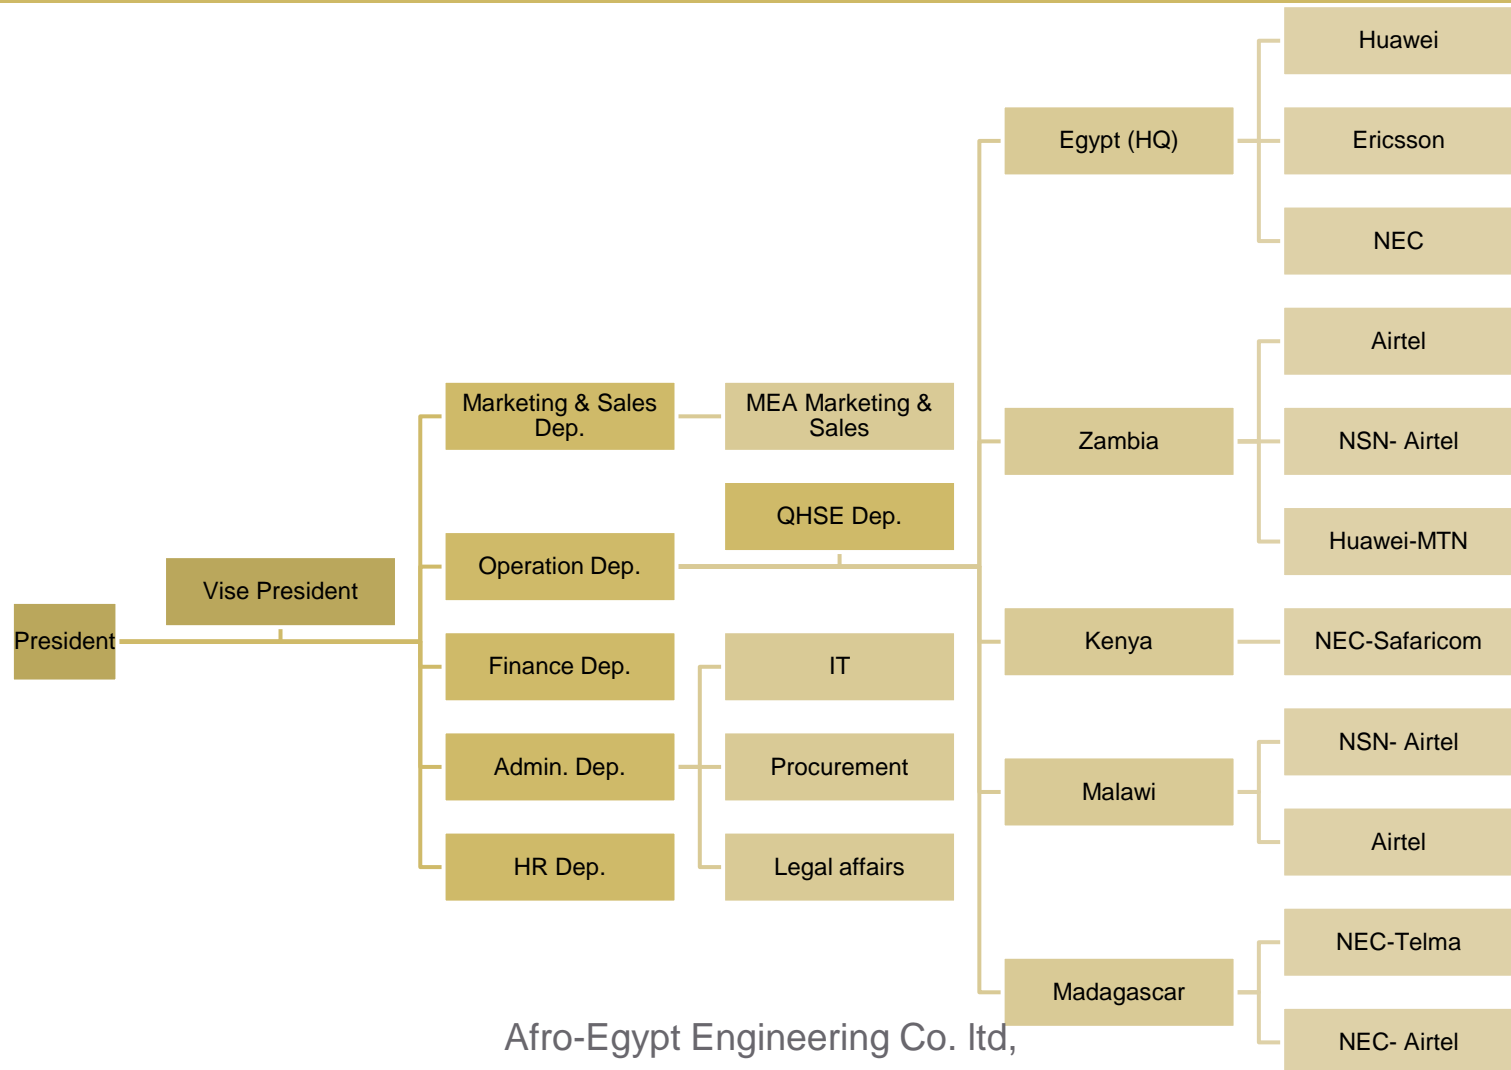 President
Vise President
Marketing & Sales
Dep.
MEA Marketing &
Sales
Operation Dep.
QHSE Dep.
Finance Dep.
Admin. Dep.
IT
Procurement
Legal affairs
HR Dep.
Egypt (HQ)
Huawei
Ericsson
NEC
Zambia
Airtel
NSN- Airtel
Huawei-MTN
Kenya
NEC-Safaricom
Malawi
NSN- Airtel
Airtel
Madagascar
NEC-Telma
NEC- Airtel
Afro-Egypt Engineering Co. ltd,